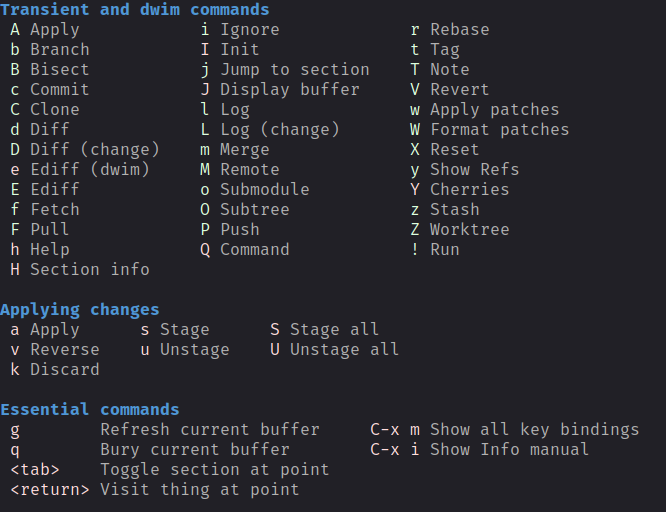 Transient and dwim commands
A Apply i Ignore r Rebase
b Branch I Init t Tag
B Bisect j Jump to section T Note
c Commit J Display buffer V Revert
C Clone l Log w Apply patches
d Diff L Log (change) W Format patches
D Diff (change) m Merge X Reset
e Ediff (dwim) M Remote y Show Refs
E Ediff o Submodule Y Cherries
f Fetch O Subtree z Stash
F Pull P Push Z Worktree
h Help Q Command ! Run
H Section info
Applying changes
a Apply s Stage S Stage all
v Reverse u Unstage U Unstage all
k Discard
Essential commands
g Refresh current buffer C-x m Show all key bindings
q Bury current buffer C-x i Show Info manual
<tab> Toggle section at point
<return> Visit thing at point